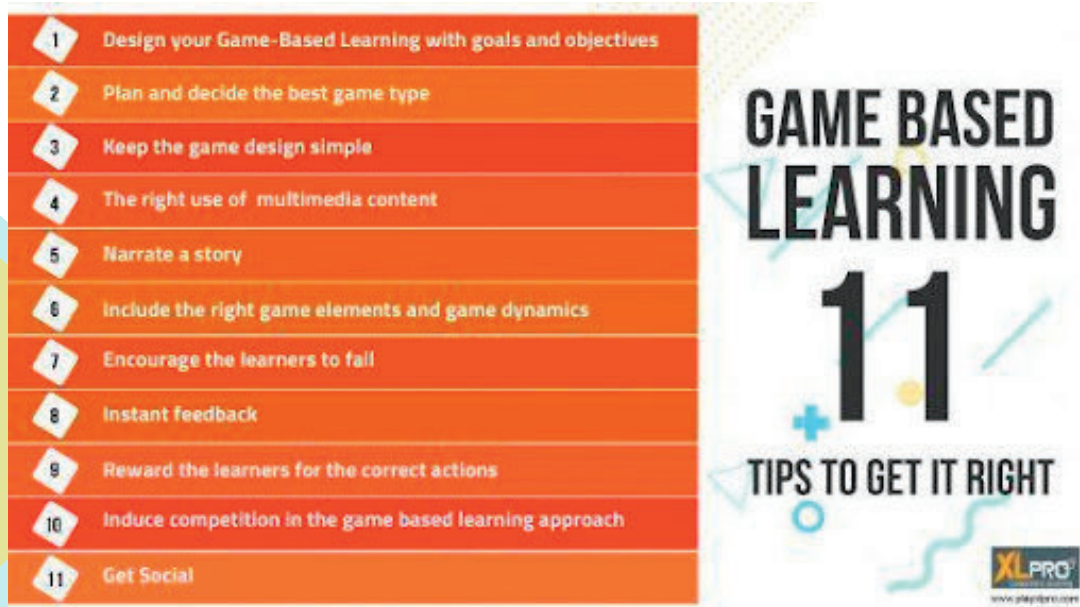 1 Design your Game-Based Learning with goals and objectives
2 Plan and decide the best game type
3 Keep the game design simple
4 The right use of multimedia content
5 Narrate a story
6 Include the right game elements and game dynamics
7 Encourage the learners to fail
8 Instant feedback
9 Reward the learners for the correct actions
10 Induce competition in the game based learning approach
11 Get Social
GAME BASED
LEARNING
11
TIPS TO GET IT RIGHT
XLPRO